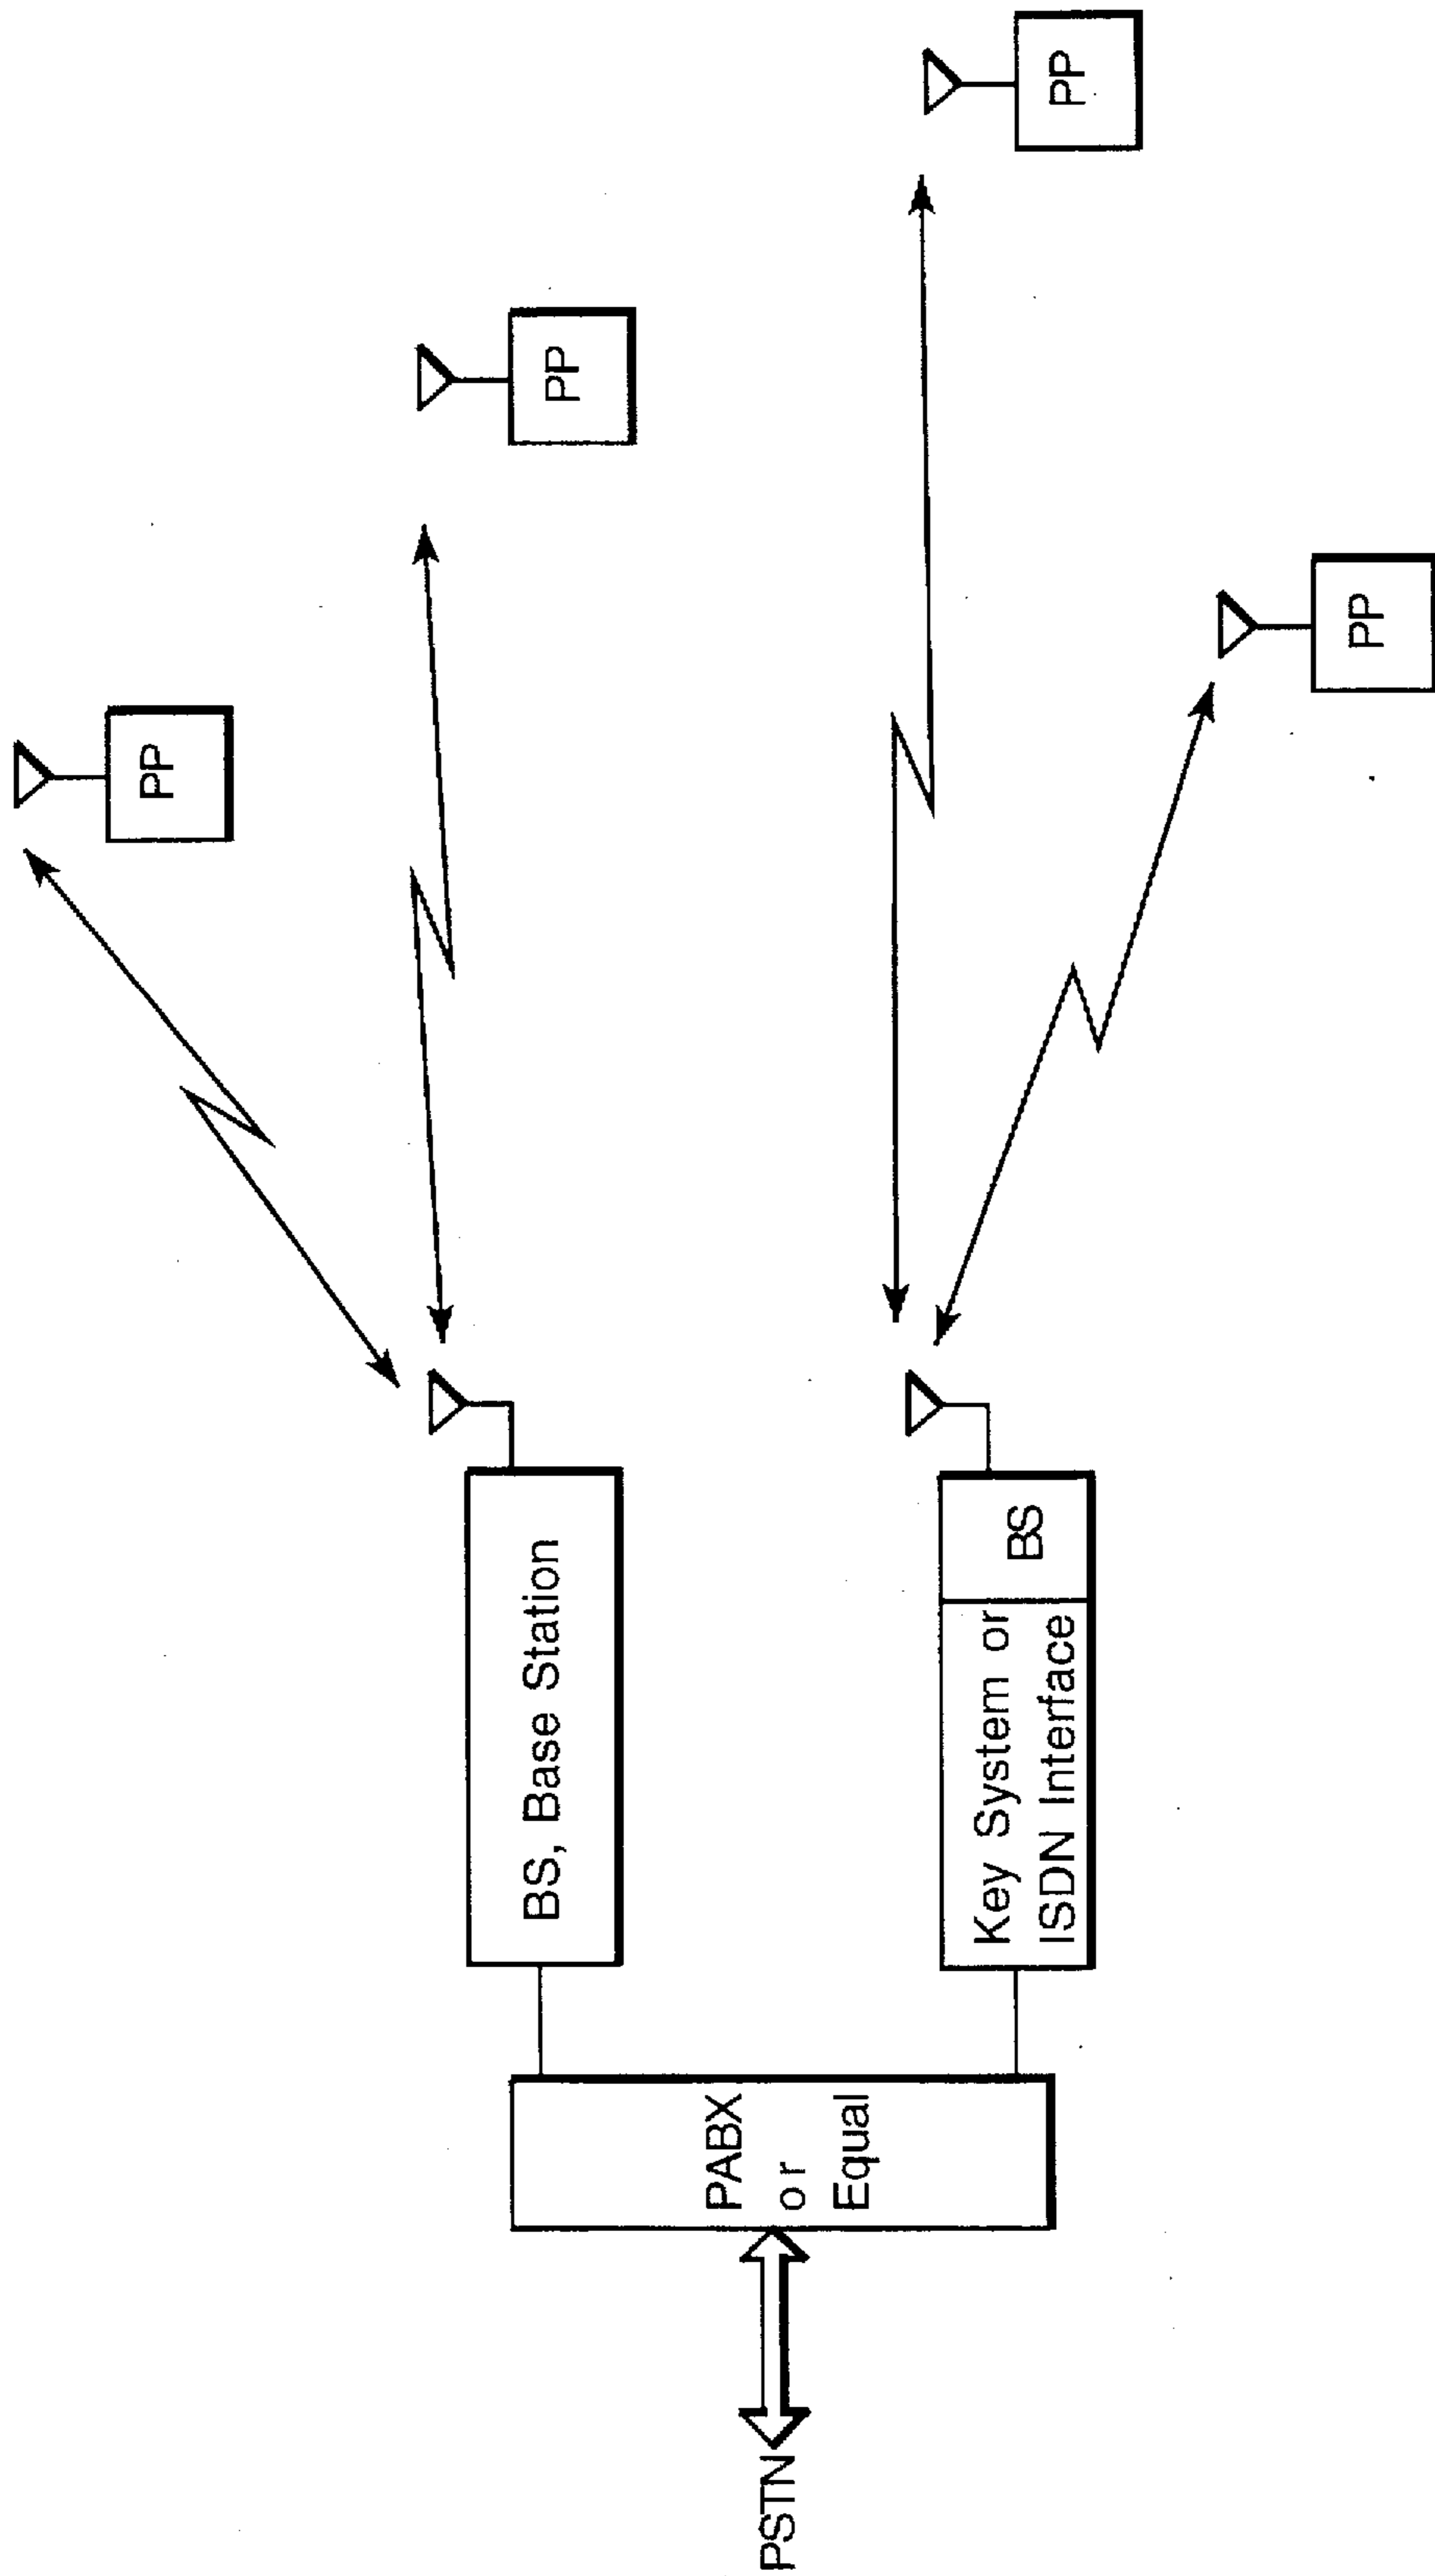 PSTN
PABX
or
Equal
BS, Base Station
Key System or
ISDN Interface
BS
PP
PP
PP
PP